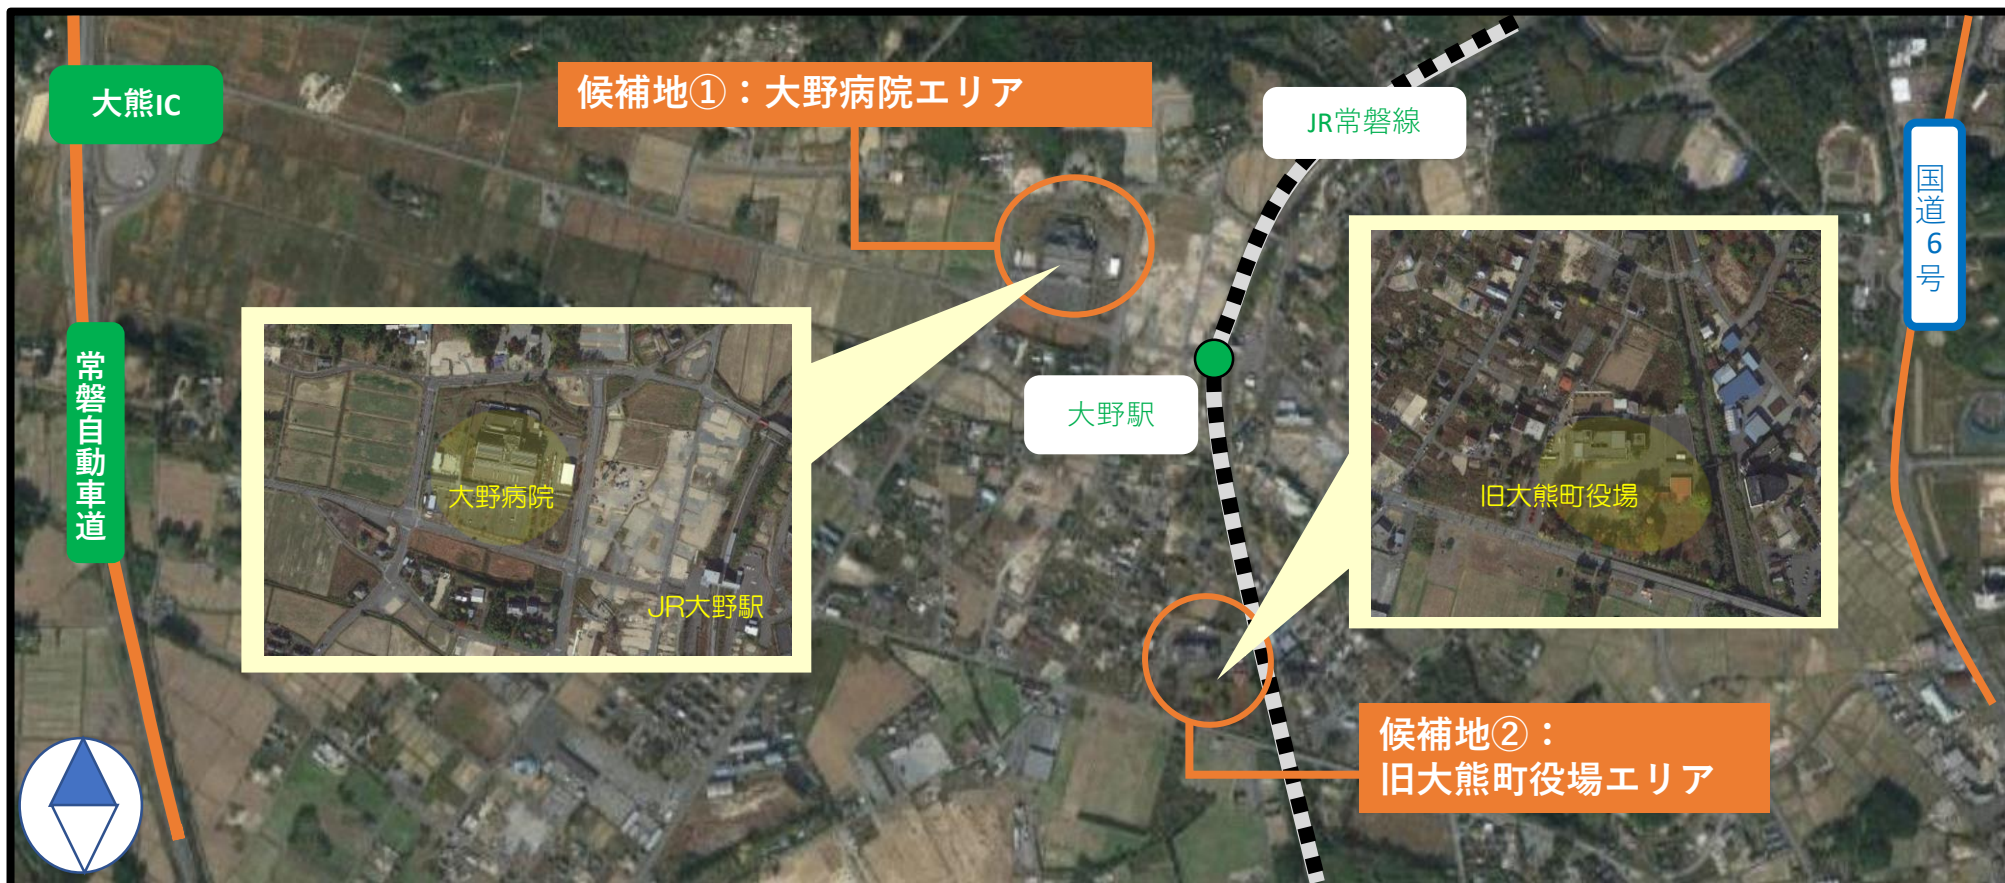 大熊IC
候補地①：大野病院エリア
JR常磐線
国道6号
常磐自動車道
大野駅
大野病院
JR大野駅
旧大熊町役場
候補地②：
旧大熊町役場エリア